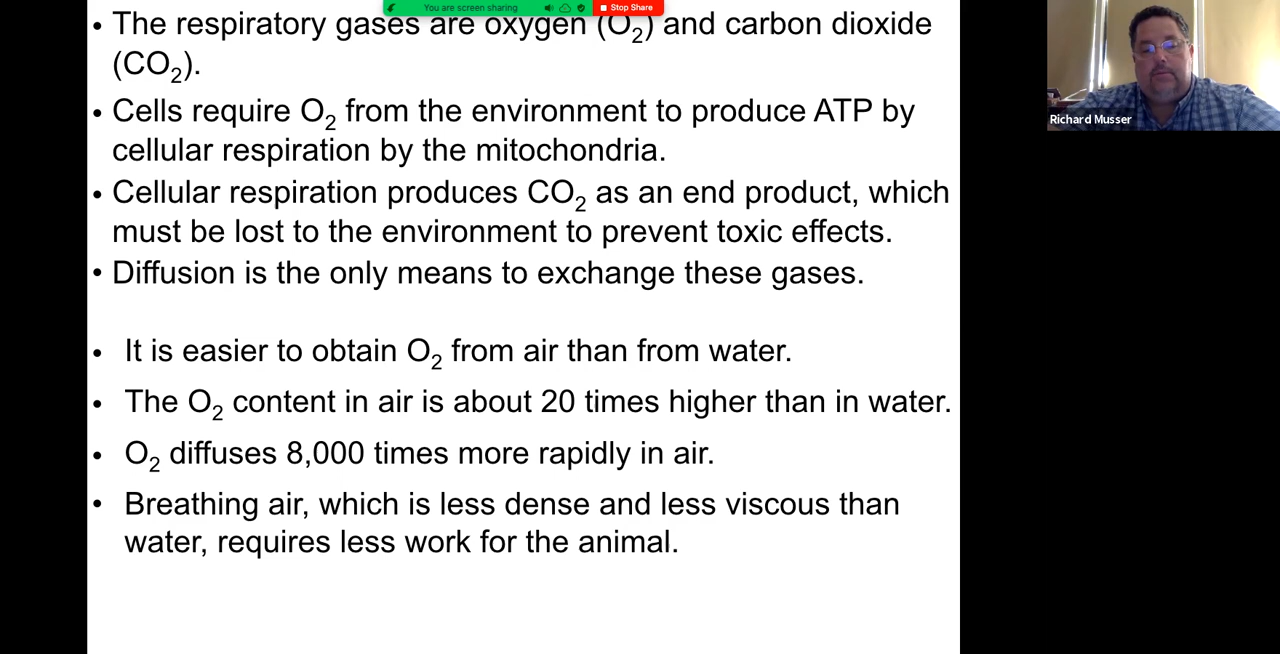 You are screen sharing
Stop Share
• The respiratory gases are oxygen (O₂) and carbon dioxide
(CO₂).
• Cells require O₂ from the environment to produce ATP by
cellular respiration by the mitochondria.
• Cellular respiration produces CO₂ as an end product, which
must be lost to the environment to prevent toxic effects.
• Diffusion is the only means to exchange these gases.
• It is easier to obtain O₂ from air than from water.
• The O₂ content in air is about 20 times higher than in water.
• O₂ diffuses 8,000 times more rapidly in air.
• Breathing air, which is less dense and less viscous than
water, requires less work for the animal.
Richard Musser